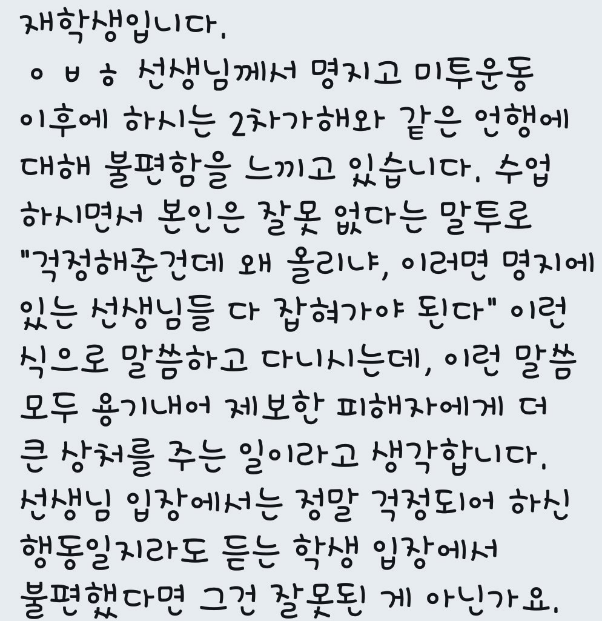 재학생입니다.
ㅇ ㅂ ㅎ 선생님께서 명지고 미투운동
이후에 하시는 2차가해와 같은 언행에
대해 불편함을 느끼고 있습니다. 수업
하시면서 본인은 잘못 없다는 말투로
"걱정해준건데 왜 올리냐, 이러면 명지에
있는 선생님들 다 잡혀가야 된다" 이런
식으로 말씀하고 다니시는데, 이런 말씀
모두 용기내어 제보한 피해자에게 더
큰 상처를 주는 일이라고 생각합니다.
선생님 입장에서는 정말 걱정되어 하신
행동일지라도 듣는 학생 입장에서
불편했다면 그건 잘못된 게 아닌가요.